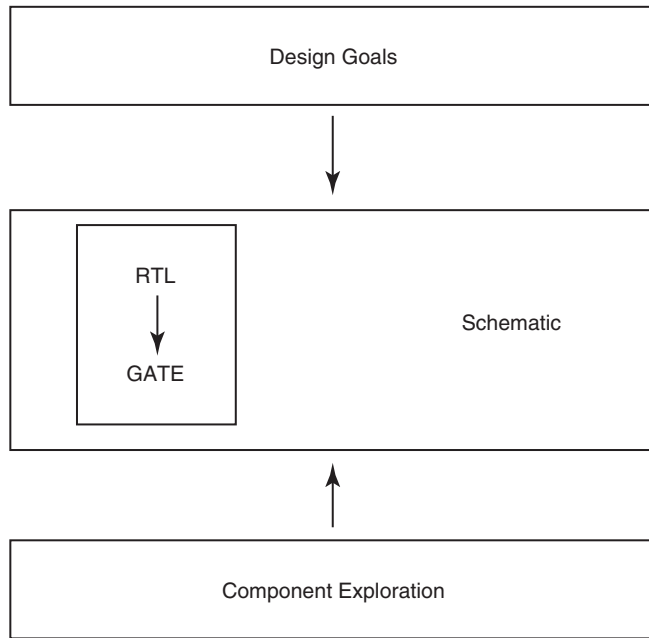 Design Goals
RTL
Schematic
GATE
Component Exploration